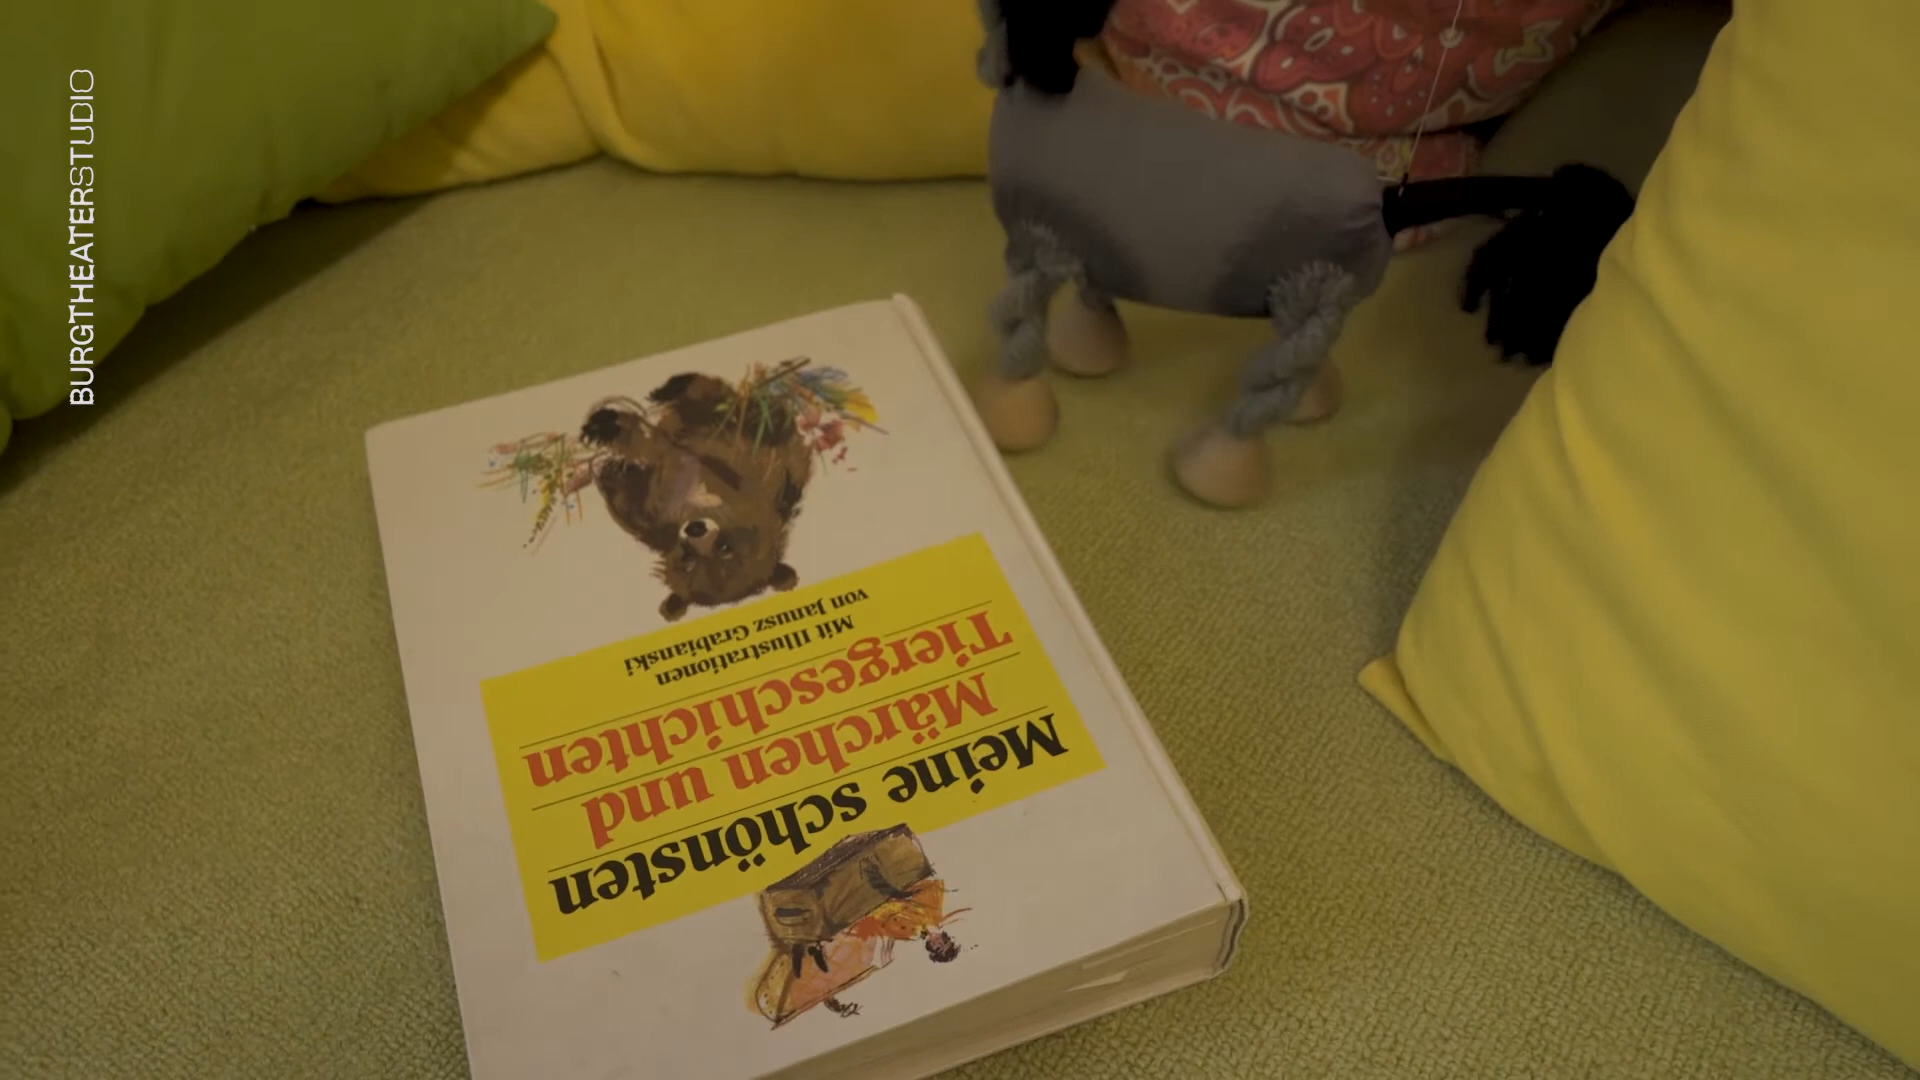 BURGTHEATERSTUDIO
Meine schönsten
Märchen und
Tiergeschichten
Mit Illustrationen
von Janusz Grabianski